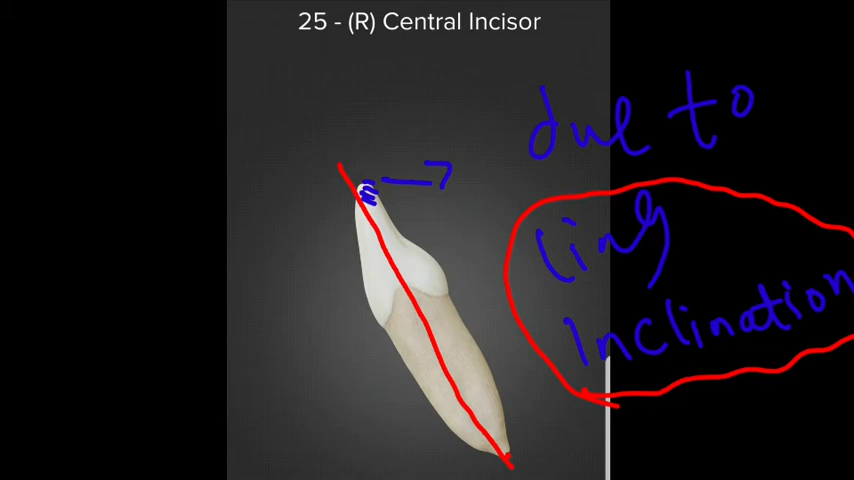 25 - (R) Central Incisor
due to
ling
inclination